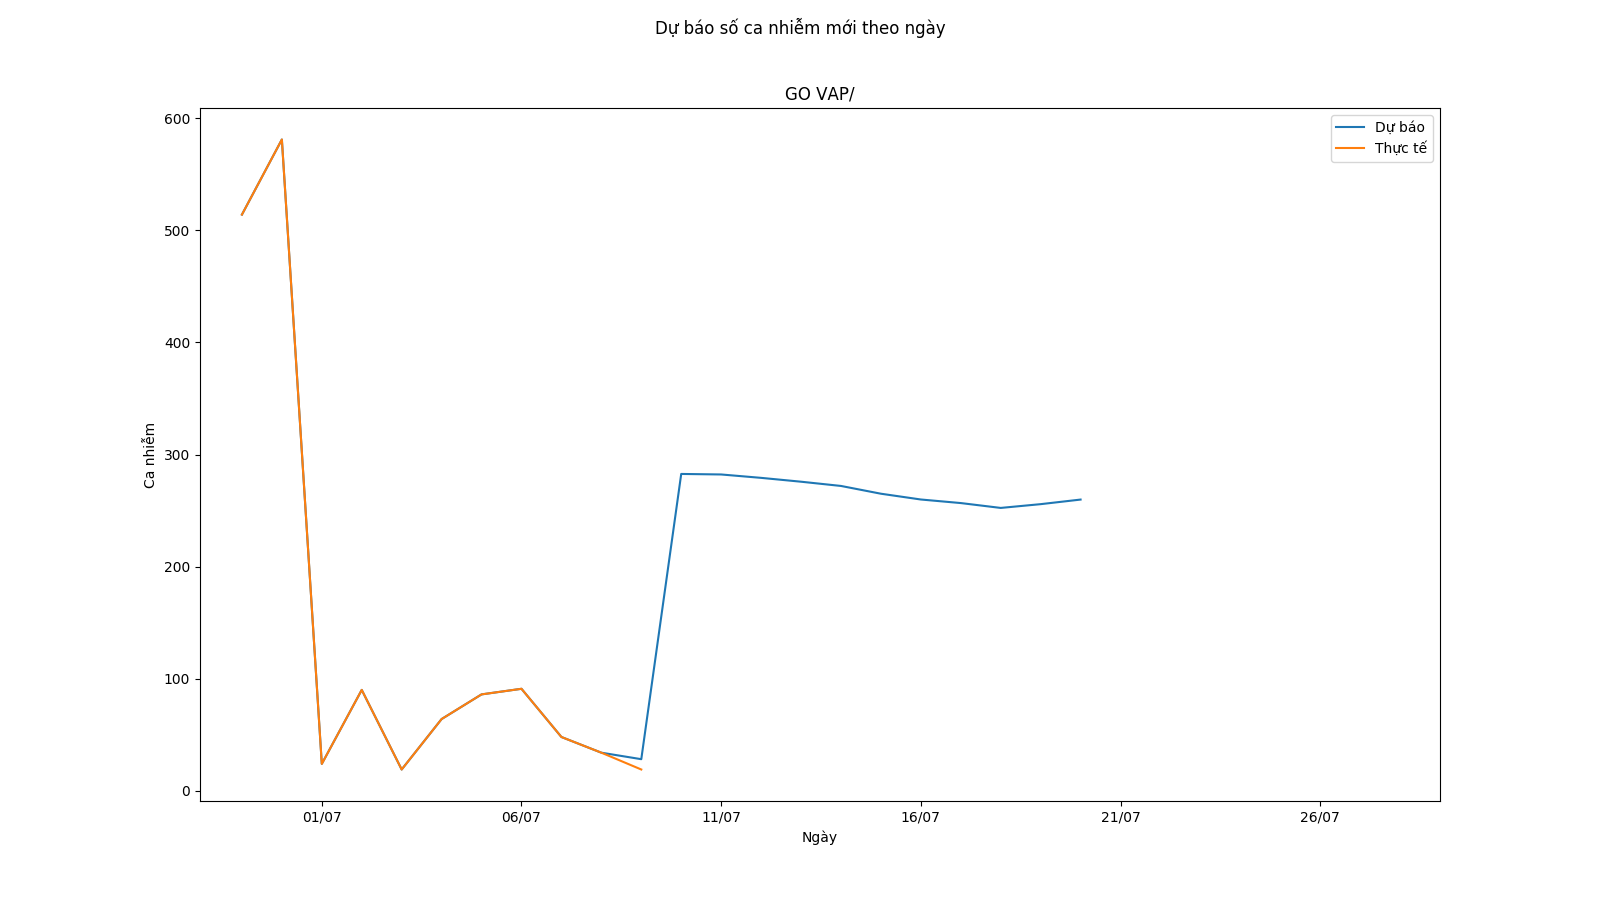 Dự báo số ca nhiễm mới theo ngày
GO VAP/
Dự báo
Thực tế
600
500
400
300
200
100
0
Ca nhiễm
01/07
06/07
11/07
16/07
21/07
26/07
Ngày